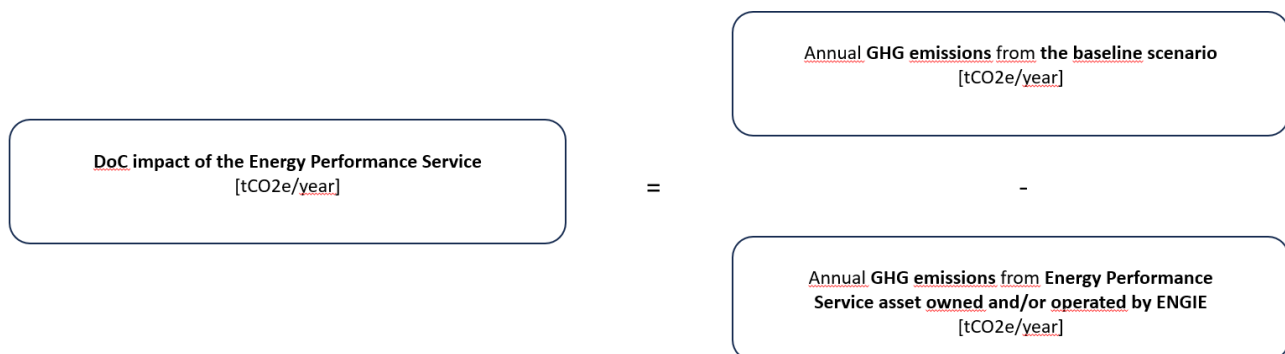 DoC impact of the Energy Performance Service
[tCO2e/year]
=
Annual GHG emissions from the baseline scenario
[tCO2e/year]
-
Annual GHG emissions from Energy Performance
Service asset owned and/or operated by ENGIE
[tCO2e/year]